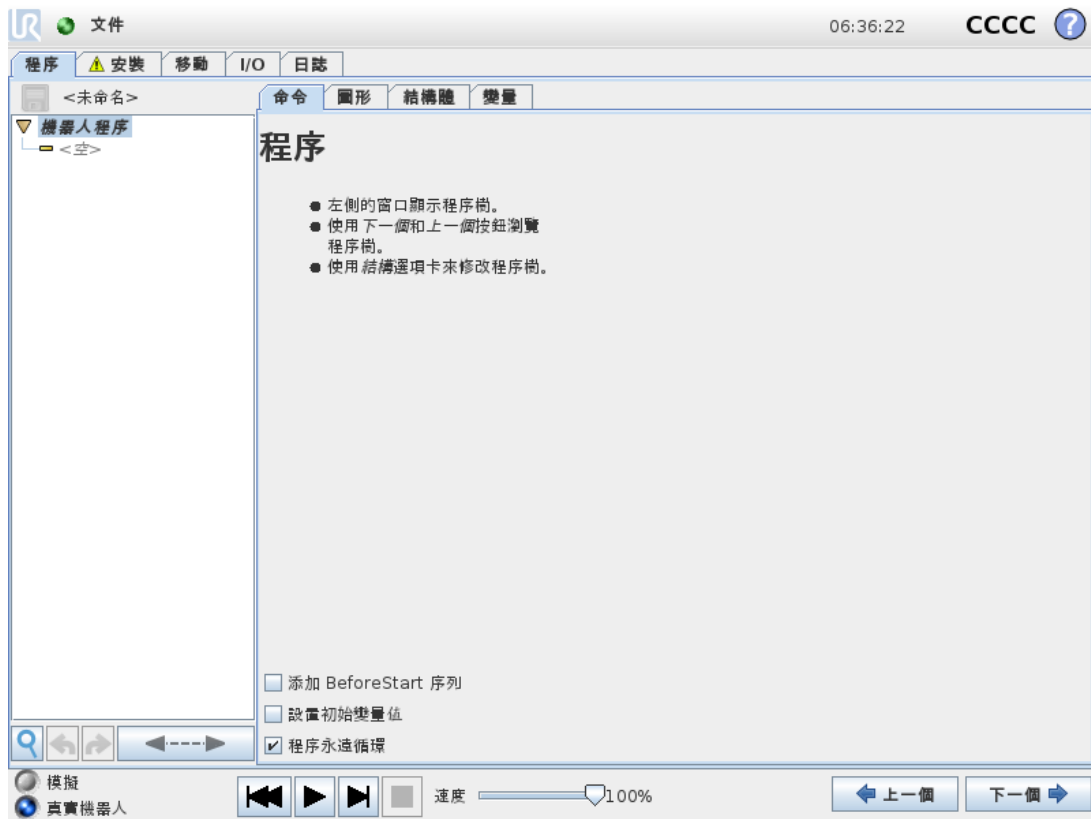 UR 文件 06:36:22 CCCC ?
程序 安裝 移動 I/O 日誌
<未命名> 命令 圖形 結構體 變量
機器人程序
<空>
程序
左側的窗口顯示程序樹。
使用下一個和上一個按鈕瀏覽
程序樹。
使用結構選項卡來修改程序樹。
添加 BeforeStart 序列
設置初始變量值
程序永遠循環
模擬
真實機器人
速度 100% 上一個 下一個